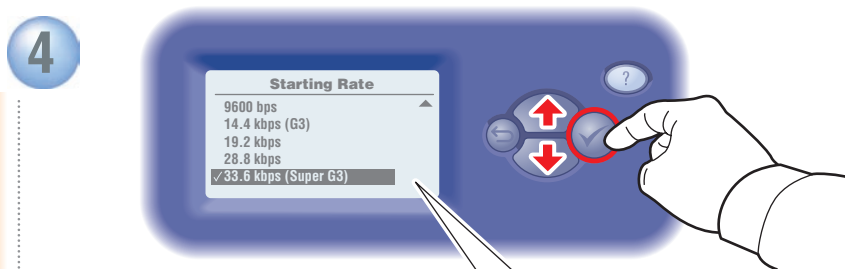 4
Starting Rate
9600 bps
14.4 kbps (G3)
19.2 kbps
28.8 kbps
✓33.6 kbps (Super G3)
?